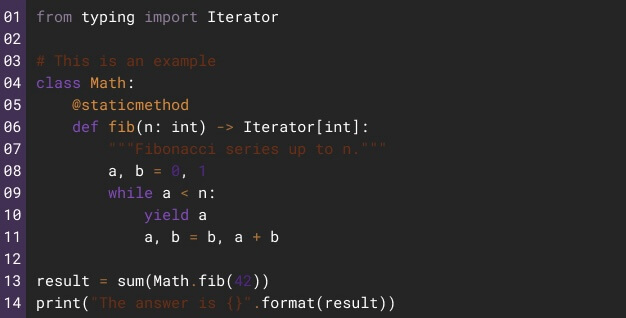 01 from typing import Iterator
02
03 # This is an example
04 class Math:
05     @staticmethod
06     def fib(n: int) -> Iterator[int]:
07         """Fibonacci series up to n."""
08         a, b = 0, 1
09         while a < n:
10             yield a
11             a, b = b, a + b
12
13 result = sum(Math.fib(42))
14 print("The answer is {}".format(result))